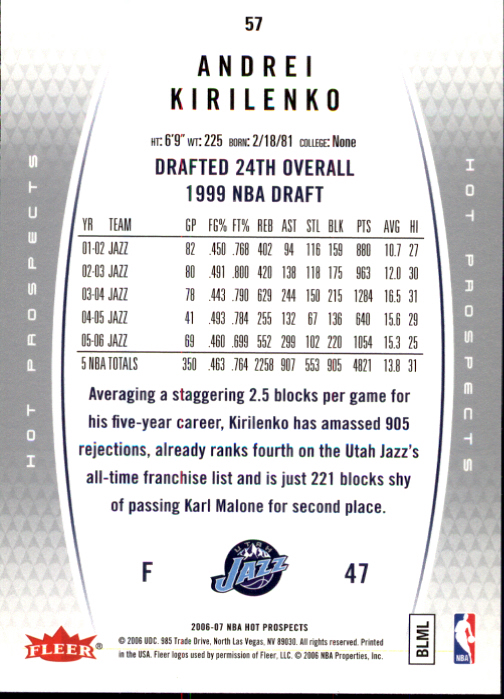 57
ANDREI
KIRILENKO
HT: 6'9" WT: 225 BORN: 2/18/81 COLLEGE: None
DRAFTED 24TH OVERALL
1999 NBA DRAFT
YR TEAM GP FG% FT% REB AST STL BLK PTS AVG HI
01-02 JAZZ 82 .450 .768 402 94 116 159 880 10.7 27
02-03 JAZZ 80 .491 .800 420 138 118 175 963 12.0 30
03-04 JAZZ 78 .443 .790 629 244 150 215 1284 16.5 31
04-05 JAZZ 41 .493 .784 255 132 67 136 640 15.6 29
05-06 JAZZ 69 .460 .699 552 299 102 220 1054 15.3 25
5 NBA TOTALS 350 .463 .764 2258 907 553 905 4821 13.8 31
Averaging a staggering 2.5 blocks per game for
his five-year career, Kirilenko has amassed 905
rejections, already ranks fourth on the Utah Jazz's
all-time franchise list and is just 221 blocks shy
of passing Karl Malone for second place.
HOT PROSPECTS
HOT PROSPECTS
F
UTAH
JAZZ
47
2006-07 NBA HOT PROSPECTS
© 2006 UDC. 985 Trade Drive, North Las Vegas, NV 89030. All rights reserved. Printed
in the USA. Fleer logos used by permission of Fleer, LLC. © 2006 NBA Properties, Inc.
FLEER®
BLML
NBA